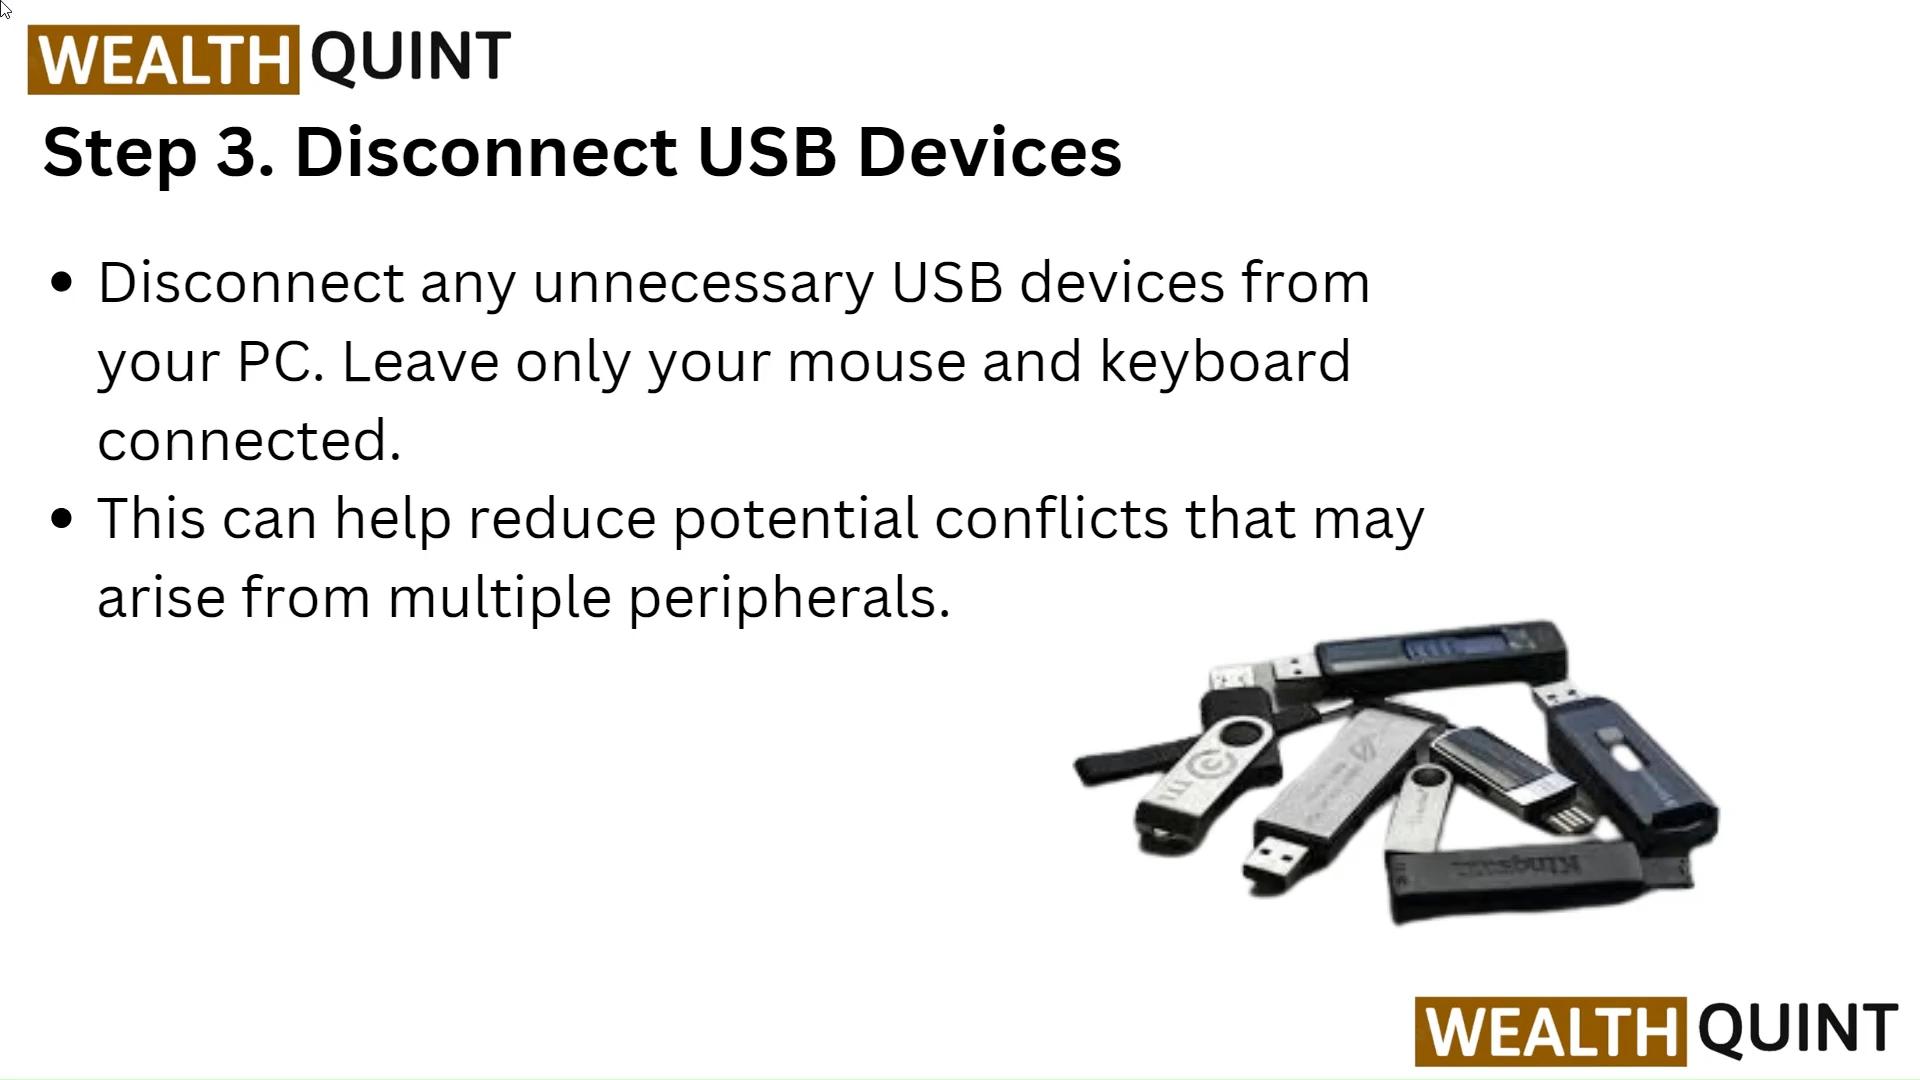 WEALTH QUINT
Step 3. Disconnect USB Devices
• Disconnect any unnecessary USB devices from
your PC. Leave only your mouse and keyboard
connected.
• This can help reduce potential conflicts that may
arise from multiple peripherals.
WEALTH QUINT